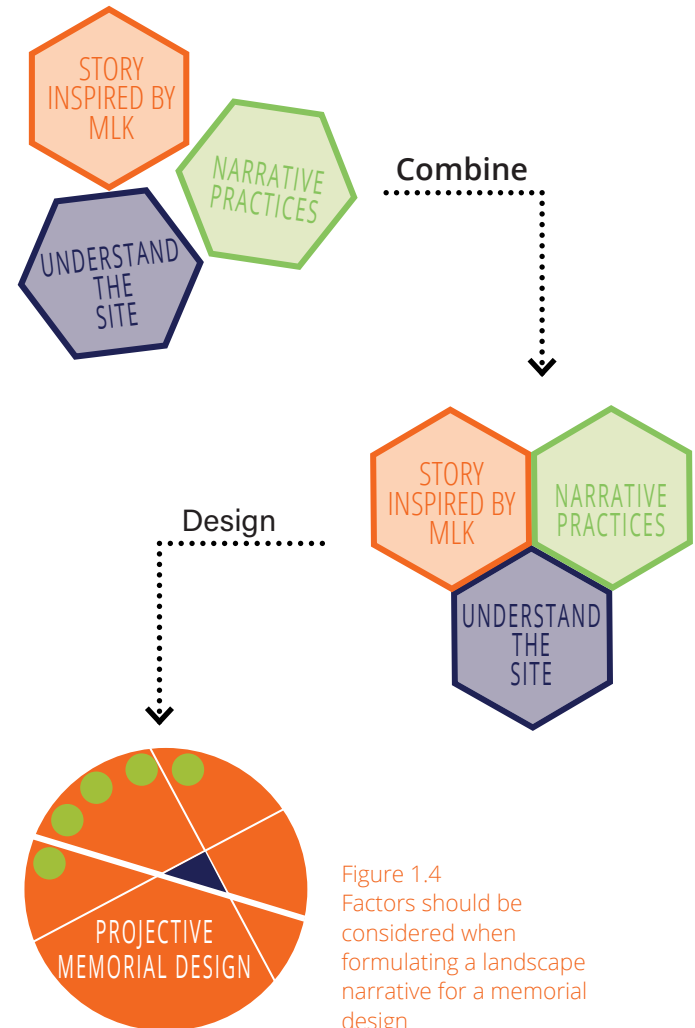 STORY
INSPIRED BY
MLK
NARRATIVE
PRACTICES
UNDERSTAND
THE
SITE
Combine
STORY
INSPIRED BY
MLK
NARRATIVE
PRACTICES
UNDERSTAND
THE
SITE
Design
PROJECTIVE
MEMORIAL DESIGN
Figure 1.4
Factors should be
considered when
formulating a landscape
narrative for a memorial
design